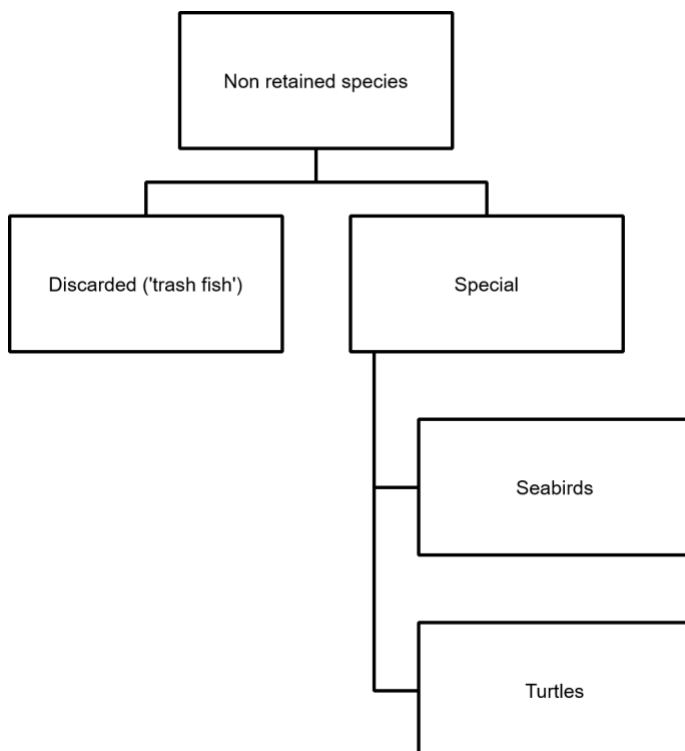 Non retained species
Discarded ('trash fish')
Special
Seabirds
Turtles